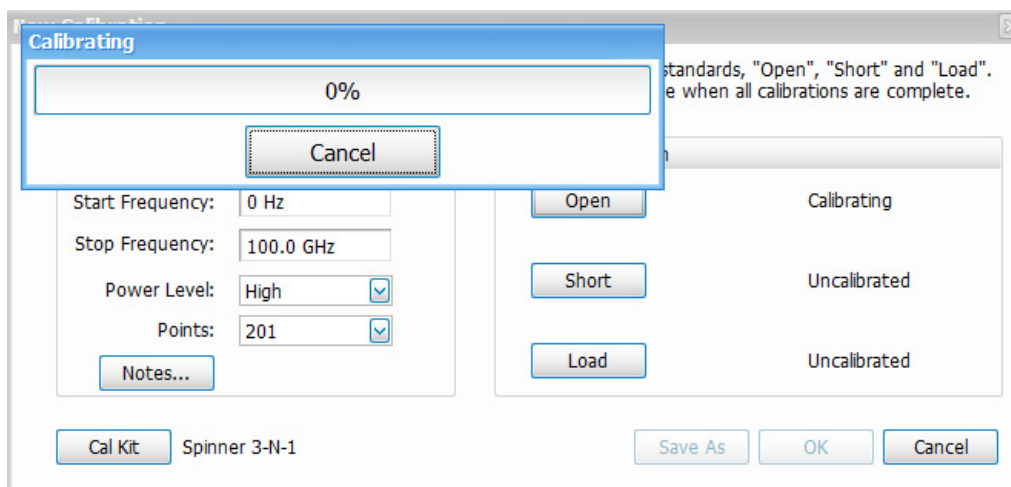 New Calibration
Calibrating
standards, "Open", "Short" and "Load".
0%
e when all calibrations are complete.
Cancel
Start Frequency: 0 Hz
Open Calibrating
Stop Frequency: 100.0 GHz
Power Level: High
Short Uncalibrated
Points: 201
Load Uncalibrated
Notes...
Cal Kit Spinner 3-N-1
Save As OK Cancel